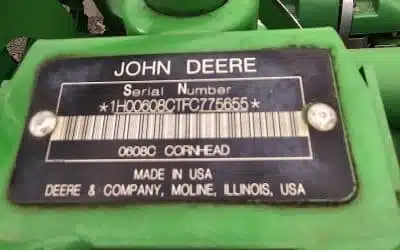 JOHN DEERE
Serial Number
*1H00608CTFC775655*
0608C CORNHEAD
MADE IN USA
DEERE & COMPANY, MOLINE, ILLINOIS, USA